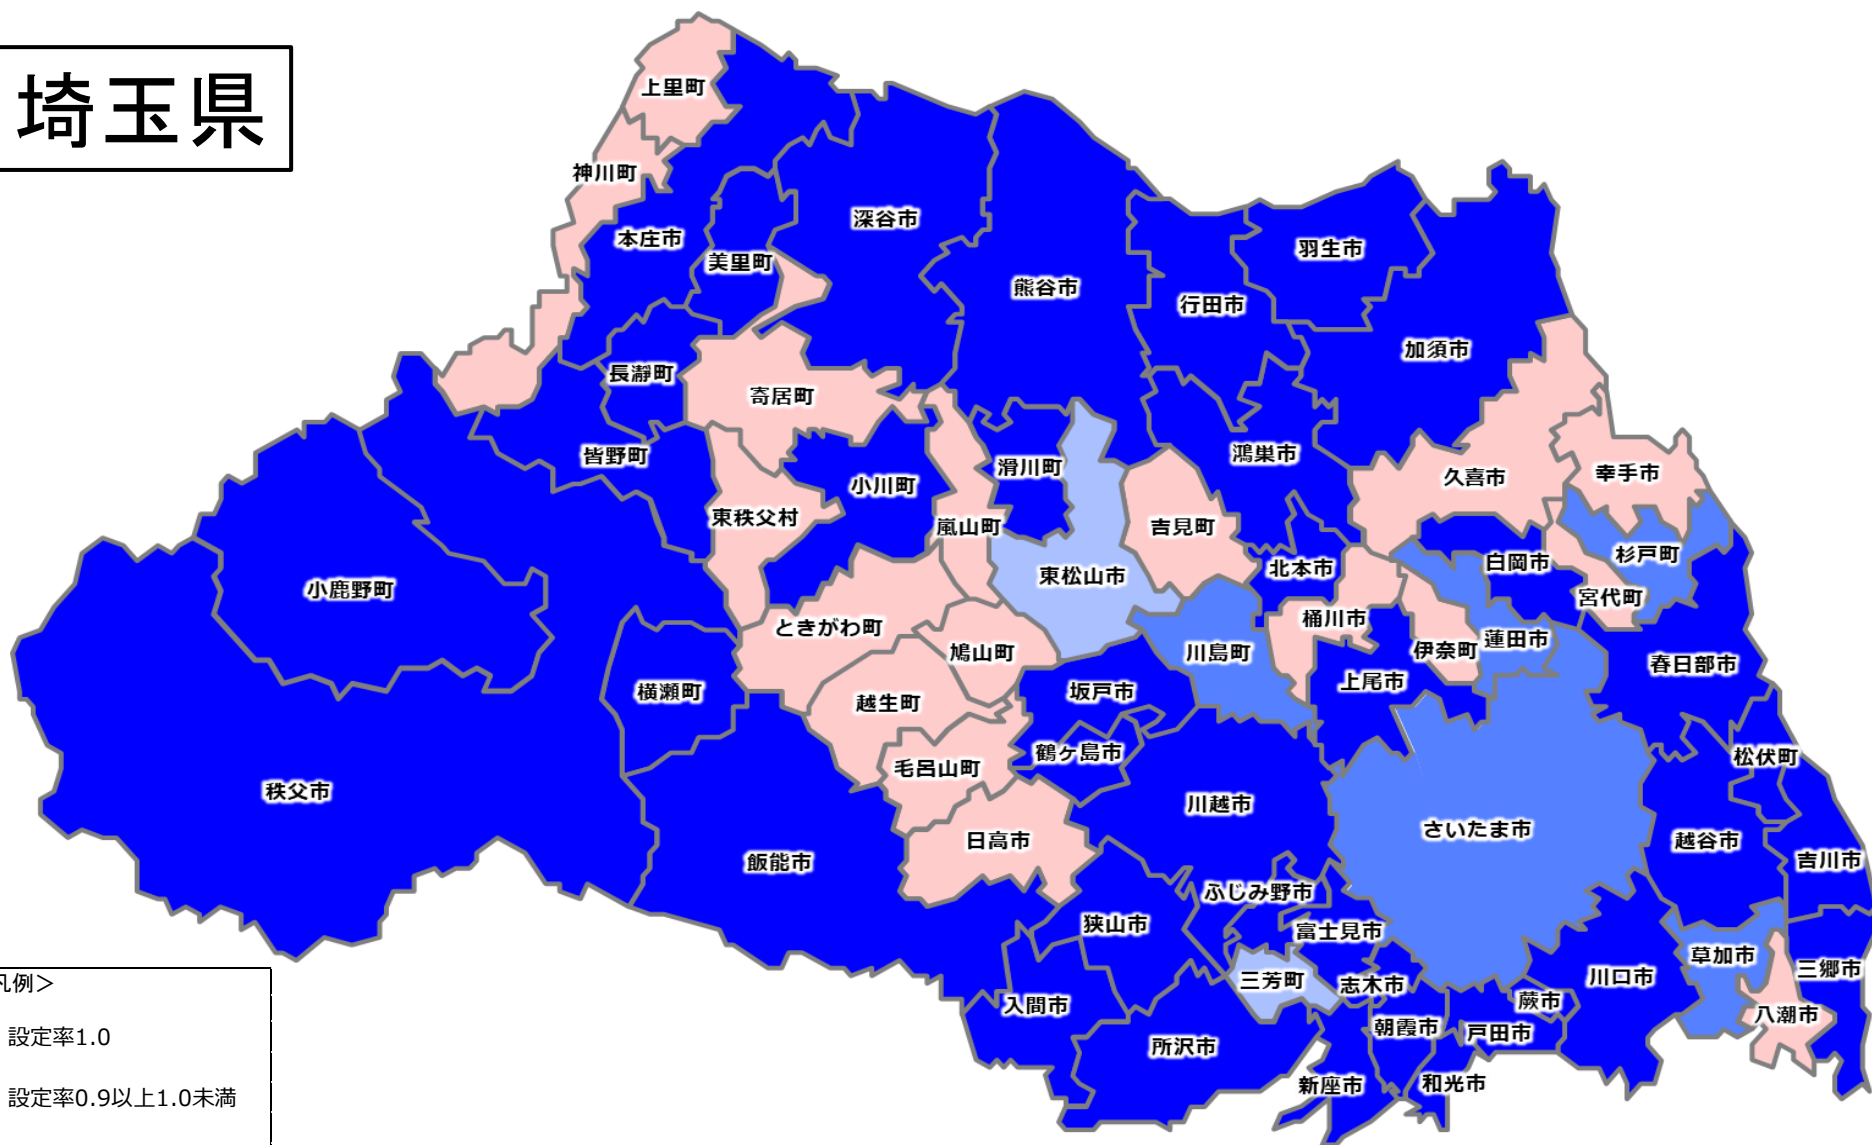 埼玉県
上里町
神川町
本庄市
深谷市
美里町
羽生市
熊谷市
行田市
加須市
長瀞町
寄居町
皆野町
小川町
滑川町
鴻巣市
久喜市
幸手市
東秩父村
嵐山町
吉見町
小鹿野町
東松山市
北本市
白岡市
杉戸町
宮代町
ときがわ町
桶川市
鳩山町
川島町
伊奈町
蓮田市
横瀬町
越生町
坂戸市
上尾市
春日部市
毛呂山町
鶴ヶ島市
松伏町
秩父市
川越市
さいたま市
日高市
越谷市
飯能市
吉川市
ふじみ野市
狭山市
富士見市
草加市
三芳町
志木市
川口市
三郷市
入間市
蕨市
朝霞市
戸田市
八潮市
所沢市
新座市
和光市
凡例＞
設定率1.0
設定率0.9以上1.0未満